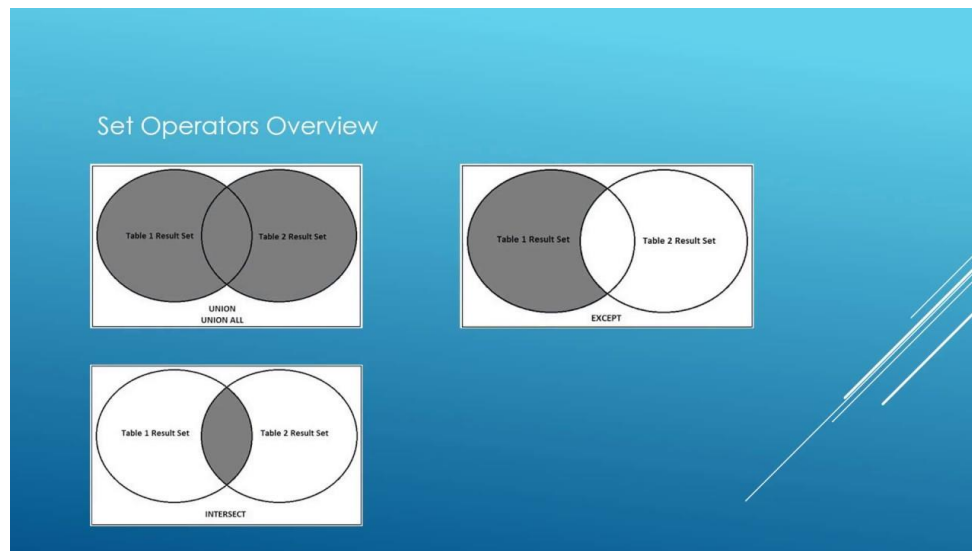 Set Operators Overview
Table 1 Result Set
Table 2 Result Set
UNION
UNION ALL
Table 1 Result Set
Table 2 Result Set
EXCEPT
Table 1 Result Set
Table 2 Result Set
INTERSECT